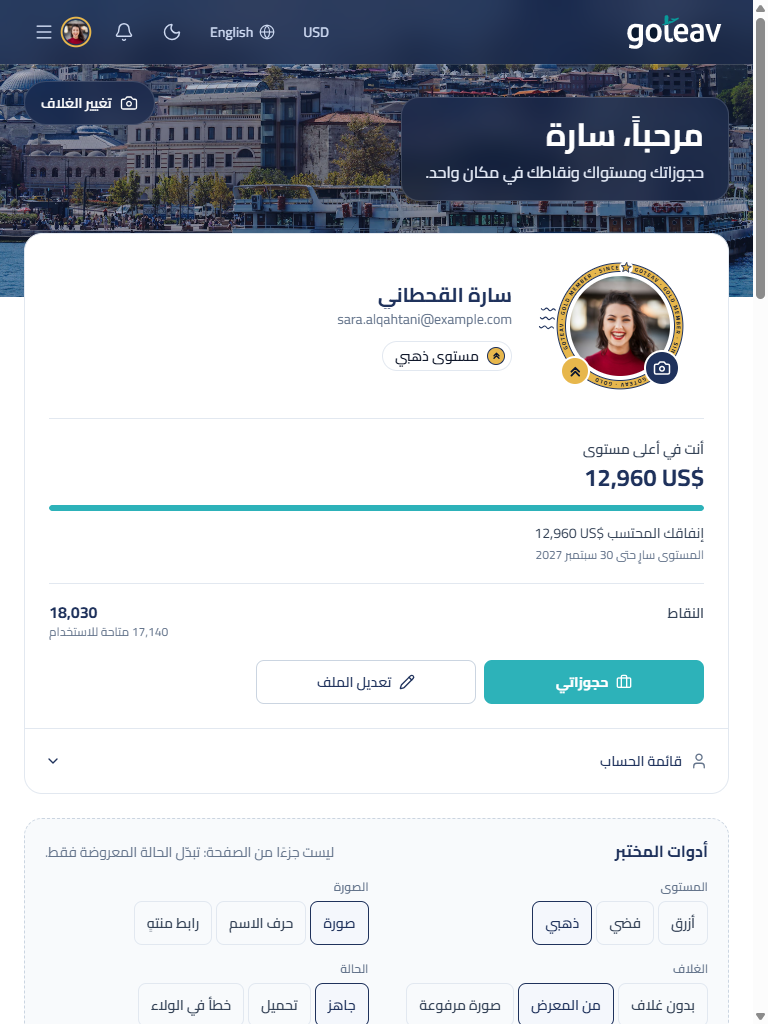 goteav
USD
English
تغيير الغلاف
مرحباً، سارة
حجوزاتك ومستواك ونقاطك في مكان واحد.
سارة القحطاني
sara.alqahtani@example.com
مستوى ذهبي
أنت في أعلى مستوى
12,960 US$
إنفاقك المحتسب 12,960 US$
المستوى سارٍ حتى 30 سبتمبر 2027
النقاط
18,030
17,140 متاحة للاستخدام
حجوزاتي
تعديل الملف
قائمة الحساب
أدوات المختبر
ليست جزءًا من الصفحة: تبدّل الحالة المعروضة فقط.
المستوى
أزرق
فضي
ذهبي
الصورة
صورة
حرف الاسم
رابط منتهٍ
الغلاف
بدون غلاف
من المعرض
صورة مرفوعة
الحالة
جاهز
تحميل
خطأ في الولاء